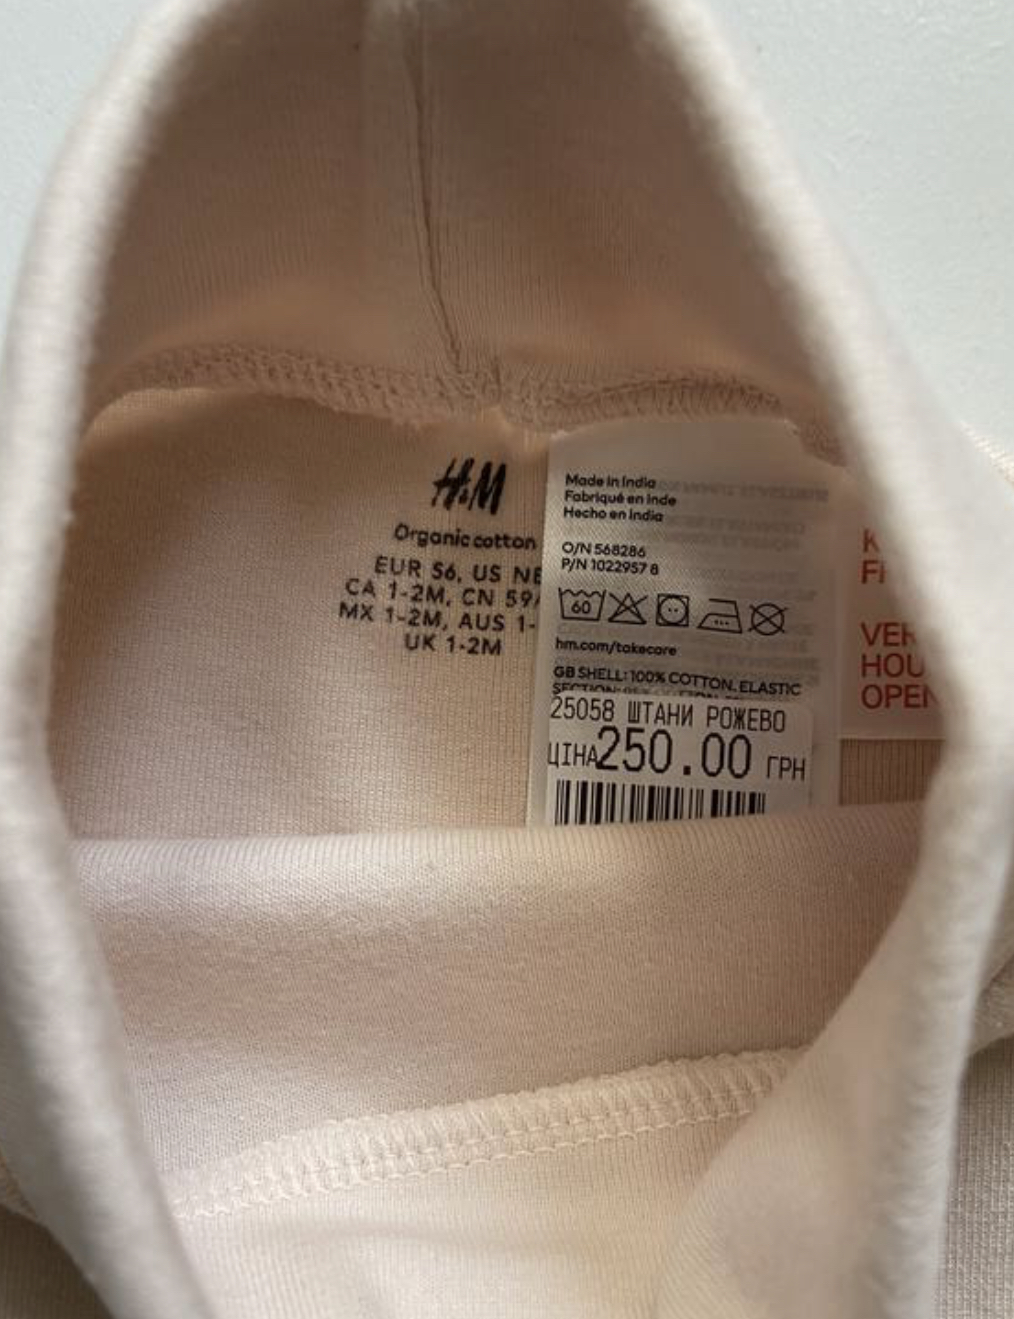 H&M
Organic cotton
EUR 56, US NE
CA 1-2M, CN 59/
MX 1-2M, AUS 1-
UK 1-2M
Made in India
Fabriqué en Inde
Hecho en India
O/N 568286
P/N 1022957 8
60
hm.com/takecare
GB SHELL: 100% COTTON. ELASTIC
SECTION:
25058 ШТАНИ РОЖЕВО
ЦІНА 250.00 ГРН
K
VER
HOU
OPEN